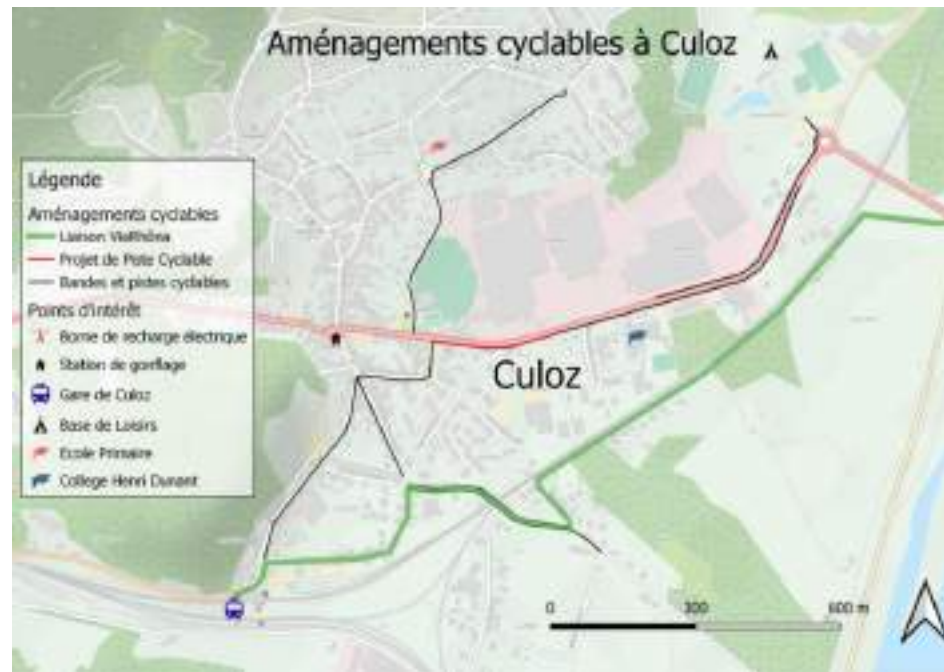 Aménagements cyclables à Culoz
Légende
Aménagements cyclables
Liaison ViaRhôna
Projet de Piste Cyclable
Bandes et pistes cyclables
Points d'intérêt
Borne de recharge électrique
Station de gonflage
Gare de Culoz
Base de Loisirs
Ecole Primaire
College Henri Dunant
Culoz
0 300 600 m